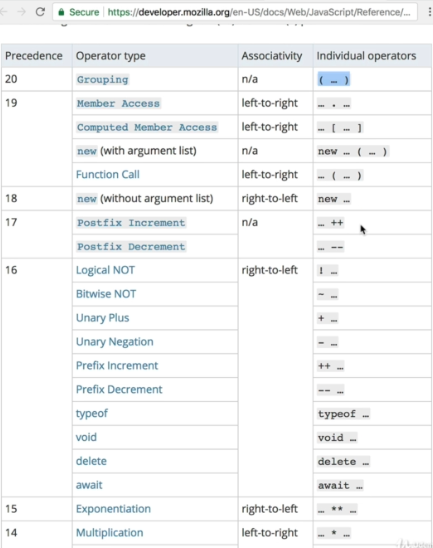 Secure https://developer.mozilla.org/en-US/docs/Web/JavaScript/Reference/...
Precedence Operator type Associativity Individual operators
20 Grouping n/a ( … )
19 Member Access left-to-right … . …
Computed Member Access left-to-right … [ … ]
new (with argument list) n/a new … ( … )
Function Call left-to-right … ( … )
18 new (without argument list) right-to-left new …
17 Postfix Increment n/a … ++
Postfix Decrement … --
16 Logical NOT right-to-left ! …
Bitwise NOT ~ …
Unary Plus + …
Unary Negation - …
Prefix Increment ++ …
Prefix Decrement -- …
typeof typeof …
void void …
delete delete …
await await …
15 Exponentiation right-to-left … ** …
14 Multiplication left-to-right … * …